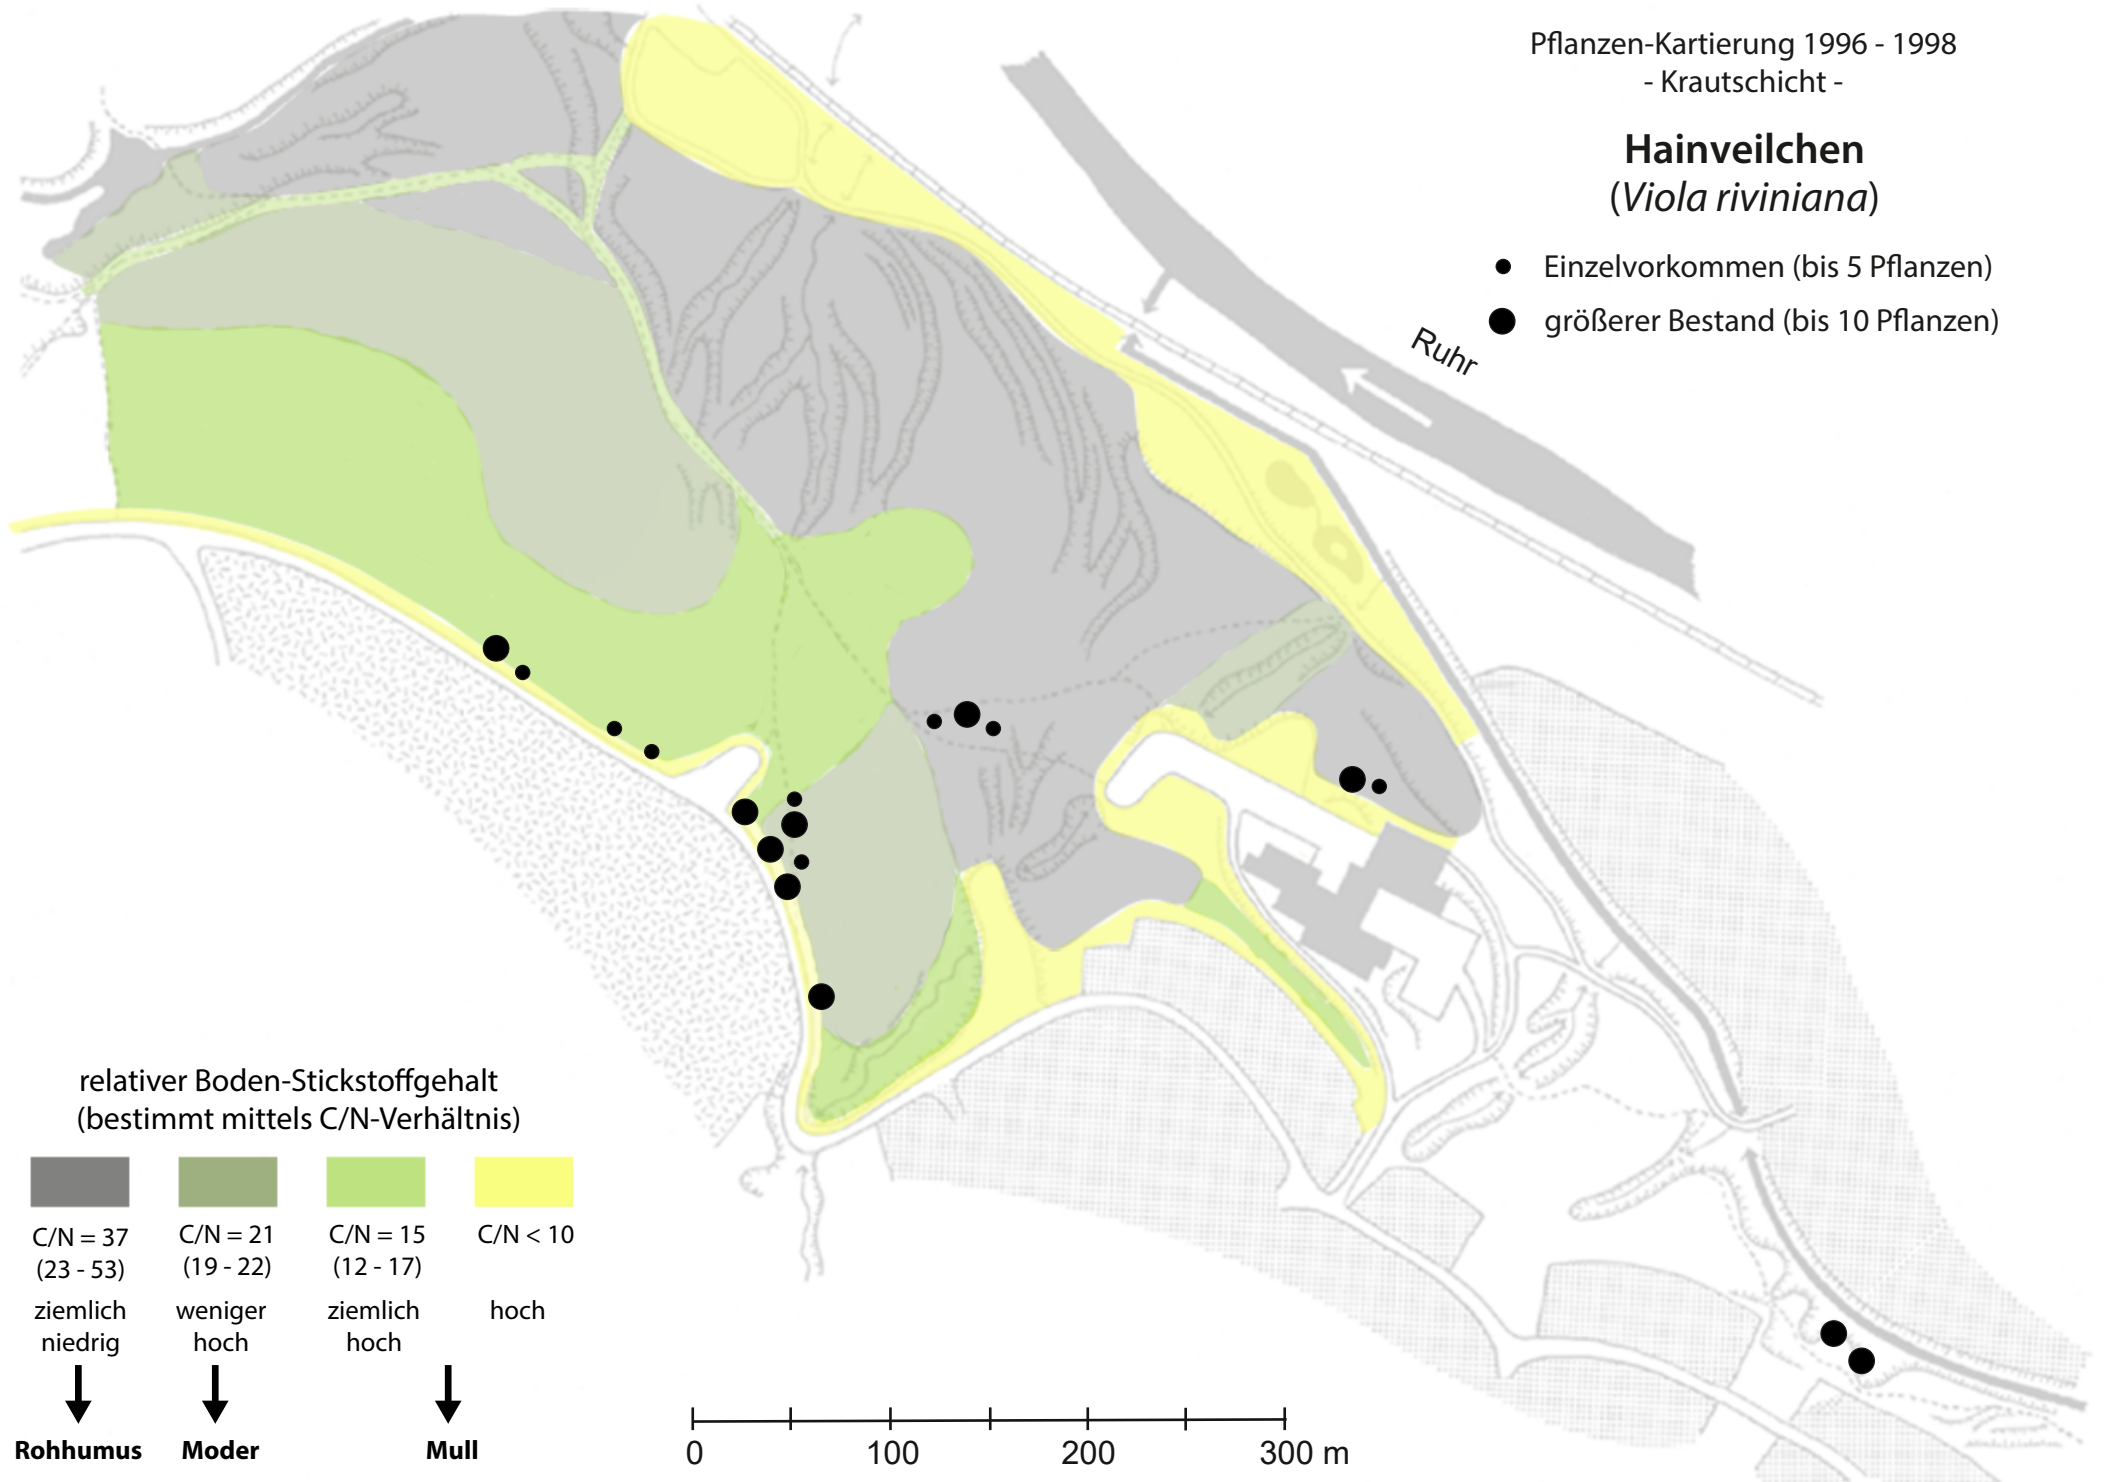 Pflanzen-Kartierung 1996 - 1998
- Krautschicht -
Hainveilchen
(Viola riviniana)
Einzelvorkommen (bis 5 Pflanzen)
größerer Bestand (bis 10 Pflanzen)
Ruhr
relativer Boden-Stickstoffgehalt
(bestimmt mittels C/N-Verhältnis)
C/N = 37 C/N = 21 C/N = 15 C/N < 10
(23 - 53) (19 - 22) (12 - 17)
ziemlich weniger ziemlich hoch
niedrig hoch hoch
Rohhumus Moder Mull
0 100 200 300 m